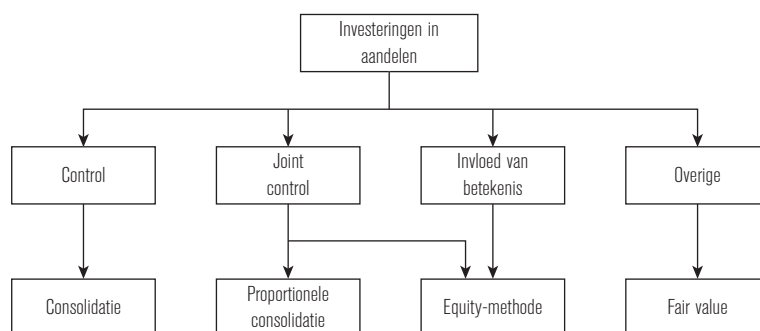 Investeringen in
aandelen
Control
Joint
control
Invloed van
betekenis
Overige
Consolidatie
Proportionele
consolidatie
Equity-methode
Fair value